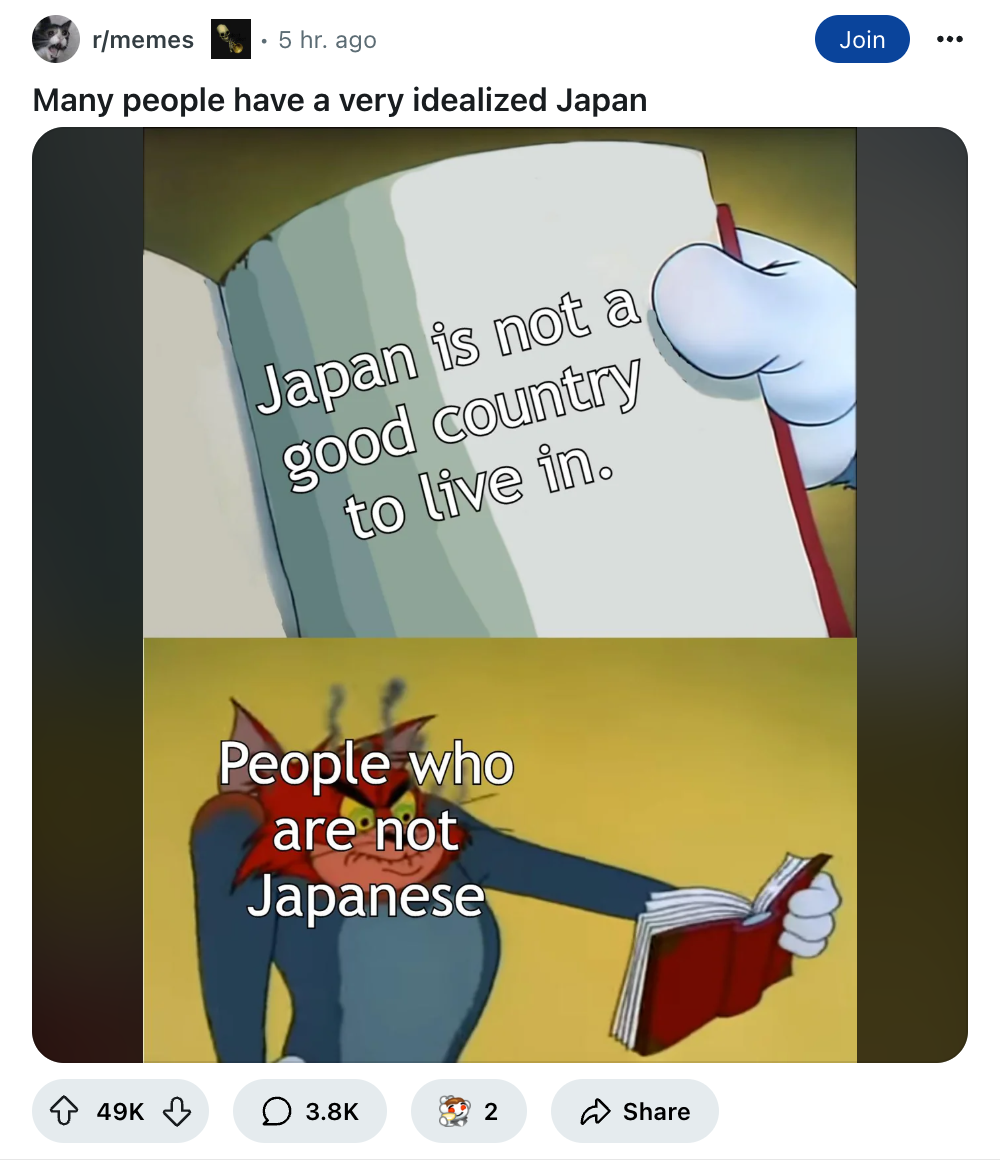 r/memes • 5 hr. ago
Join
Many people have a very idealized Japan
Japan is not a
good country
to live in.
People who
are not
Japanese
49K
3.8K
2
Share